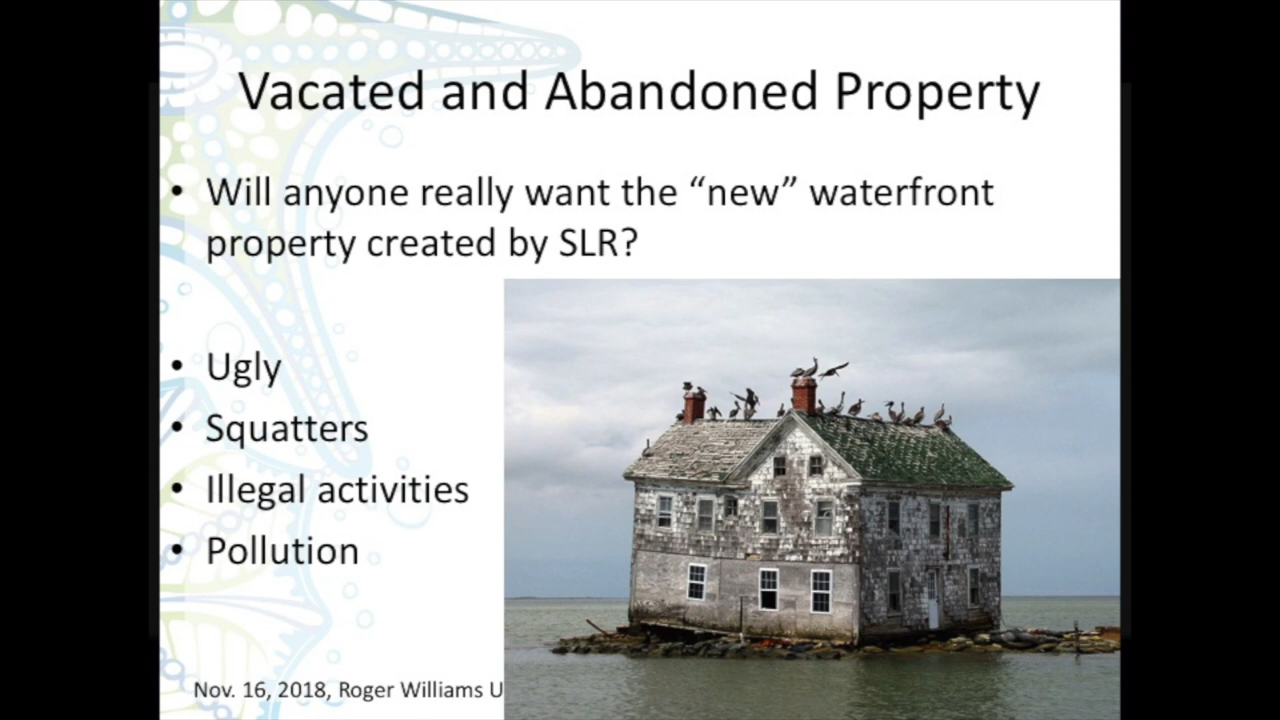 Vacated and Abandoned Property
• Will anyone really want the “new” waterfront
property created by SLR?
• Ugly
• Squatters
• Illegal activities
• Pollution
Nov. 16, 2018, Roger Williams U